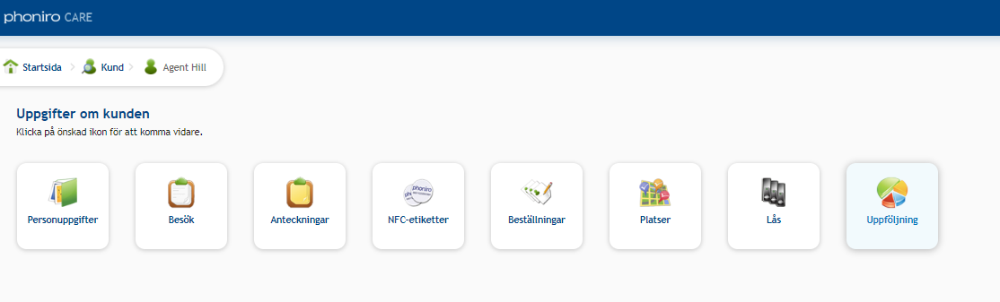 phoniro CARE
Startsida
Kund
Agent Hill
Uppgifter om kunden
Klicka på önskad ikon för att komma vidare.
Personuppgifter
Besök
Anteckningar
phoniro
NFC-etiketter
Beställningar
Platser
Lås
Uppföljning